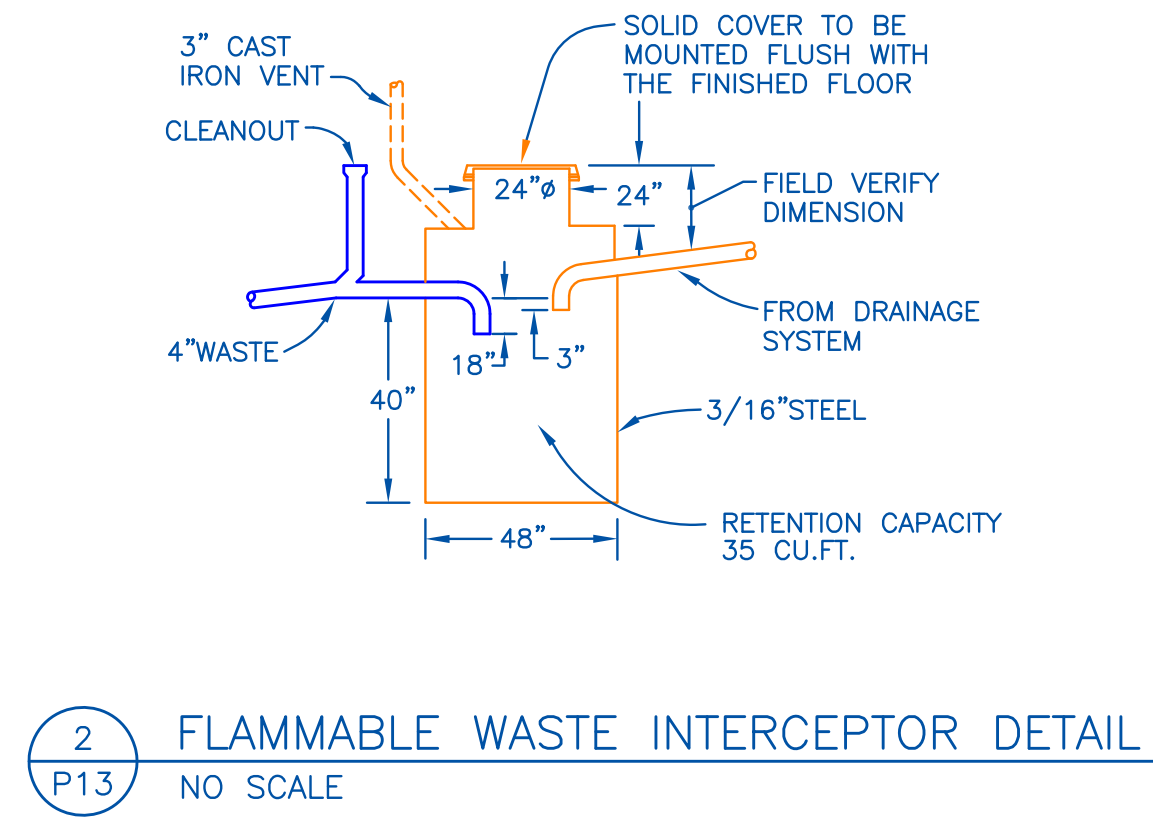 3” CAST
IRON VENT
SOLID COVER TO BE
MOUNTED FLUSH WITH
THE FINISHED FLOOR
CLEANOUT
24”ø
24”
FIELD VERIFY
DIMENSION
4”WASTE
18”
3”
FROM DRAINAGE
SYSTEM
40”
3/16”STEEL
48”
RETENTION CAPACITY
35 CU.FT.
2
P13
FLAMMABLE WASTE INTERCEPTOR DETAIL
NO SCALE